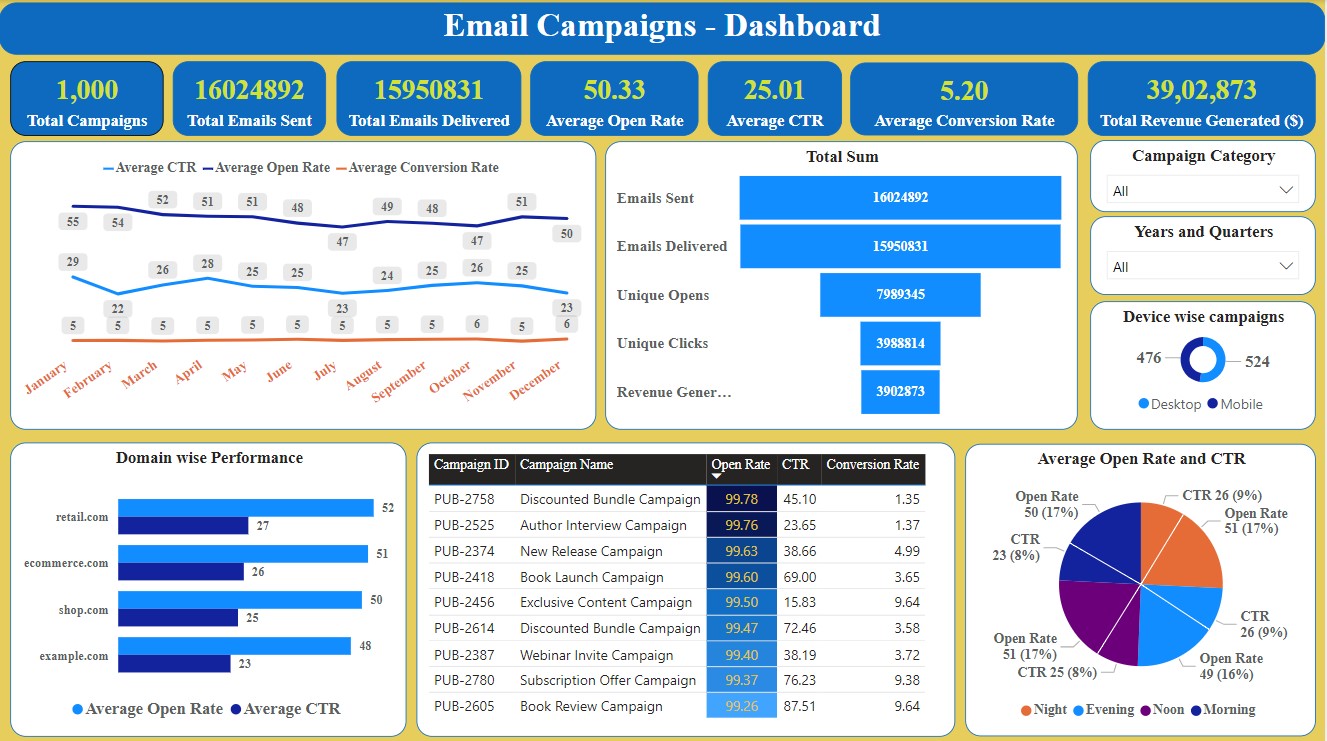 Email Campaigns - Dashboard
1,000
Total Campaigns
16024892
Total Emails Sent
15950831
Total Emails Delivered
50.33
Average Open Rate
25.01
Average CTR
5.20
Average Conversion Rate
39,02,873
Total Revenue Generated ($)
Average CTR Average Open Rate Average Conversion Rate
55 54 52 51 51 48 47 49 48 47 51 50
29 22 26 28 25 25 23 24 25 26 25 23
5 5 5 5 5 5 5 5 5 6 5 6
January February March April May June July August September October November December
Total Sum
Emails Sent 16024892
Emails Delivered 15950831
Unique Opens 7989345
Unique Clicks 3988814
Revenue Gener... 3902873
Campaign Category
All
Years and Quarters
All
Device wise campaigns
476 524
Desktop Mobile
Domain wise Performance
retail.com 52
27
ecommerce.com 51
26
shop.com 50
25
example.com 48
23
Average Open Rate Average CTR
Campaign ID Campaign Name Open Rate CTR Conversion Rate
PUB-2758 Discounted Bundle Campaign 99.78 45.10 1.35
PUB-2525 Author Interview Campaign 99.76 23.65 1.37
PUB-2374 New Release Campaign 99.63 38.66 4.99
PUB-2418 Book Launch Campaign 99.60 69.00 3.65
PUB-2456 Exclusive Content Campaign 99.50 15.83 9.64
PUB-2614 Discounted Bundle Campaign 99.47 72.46 3.58
PUB-2387 Webinar Invite Campaign 99.40 38.19 3.72
PUB-2780 Subscription Offer Campaign 99.37 76.23 9.38
PUB-2605 Book Review Campaign 99.26 87.51 9.64
Average Open Rate and CTR
CTR 26 (9%)
Open Rate
51 (17%)
CTR
26 (9%)
Open Rate
49 (16%)
CTR 25 (8%)
Open Rate
51 (17%)
CTR
23 (8%)
Open Rate
50 (17%)
Night Evening Noon Morning